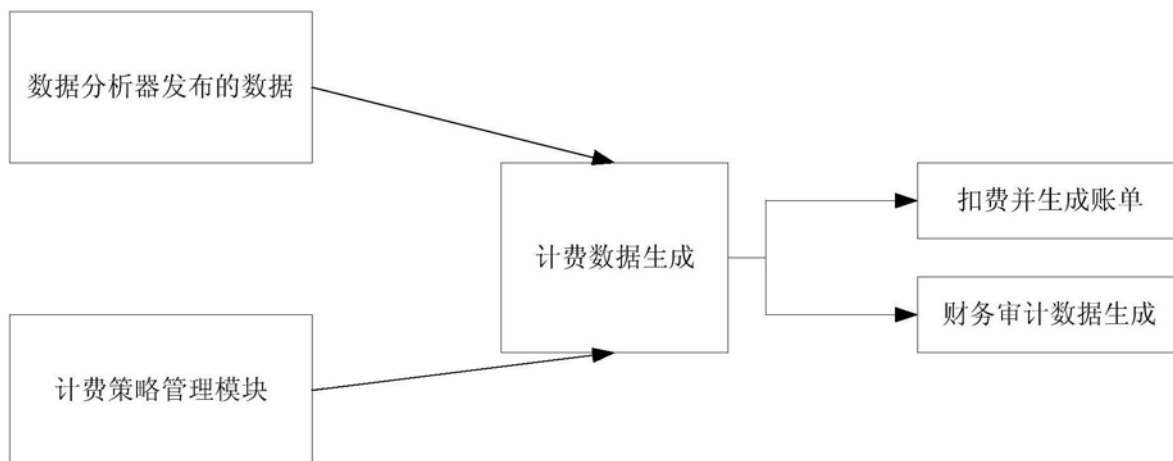 数据分析器发布的数据
计费策略管理模块
计费数据生成
扣费并生成账单
财务审计数据生成